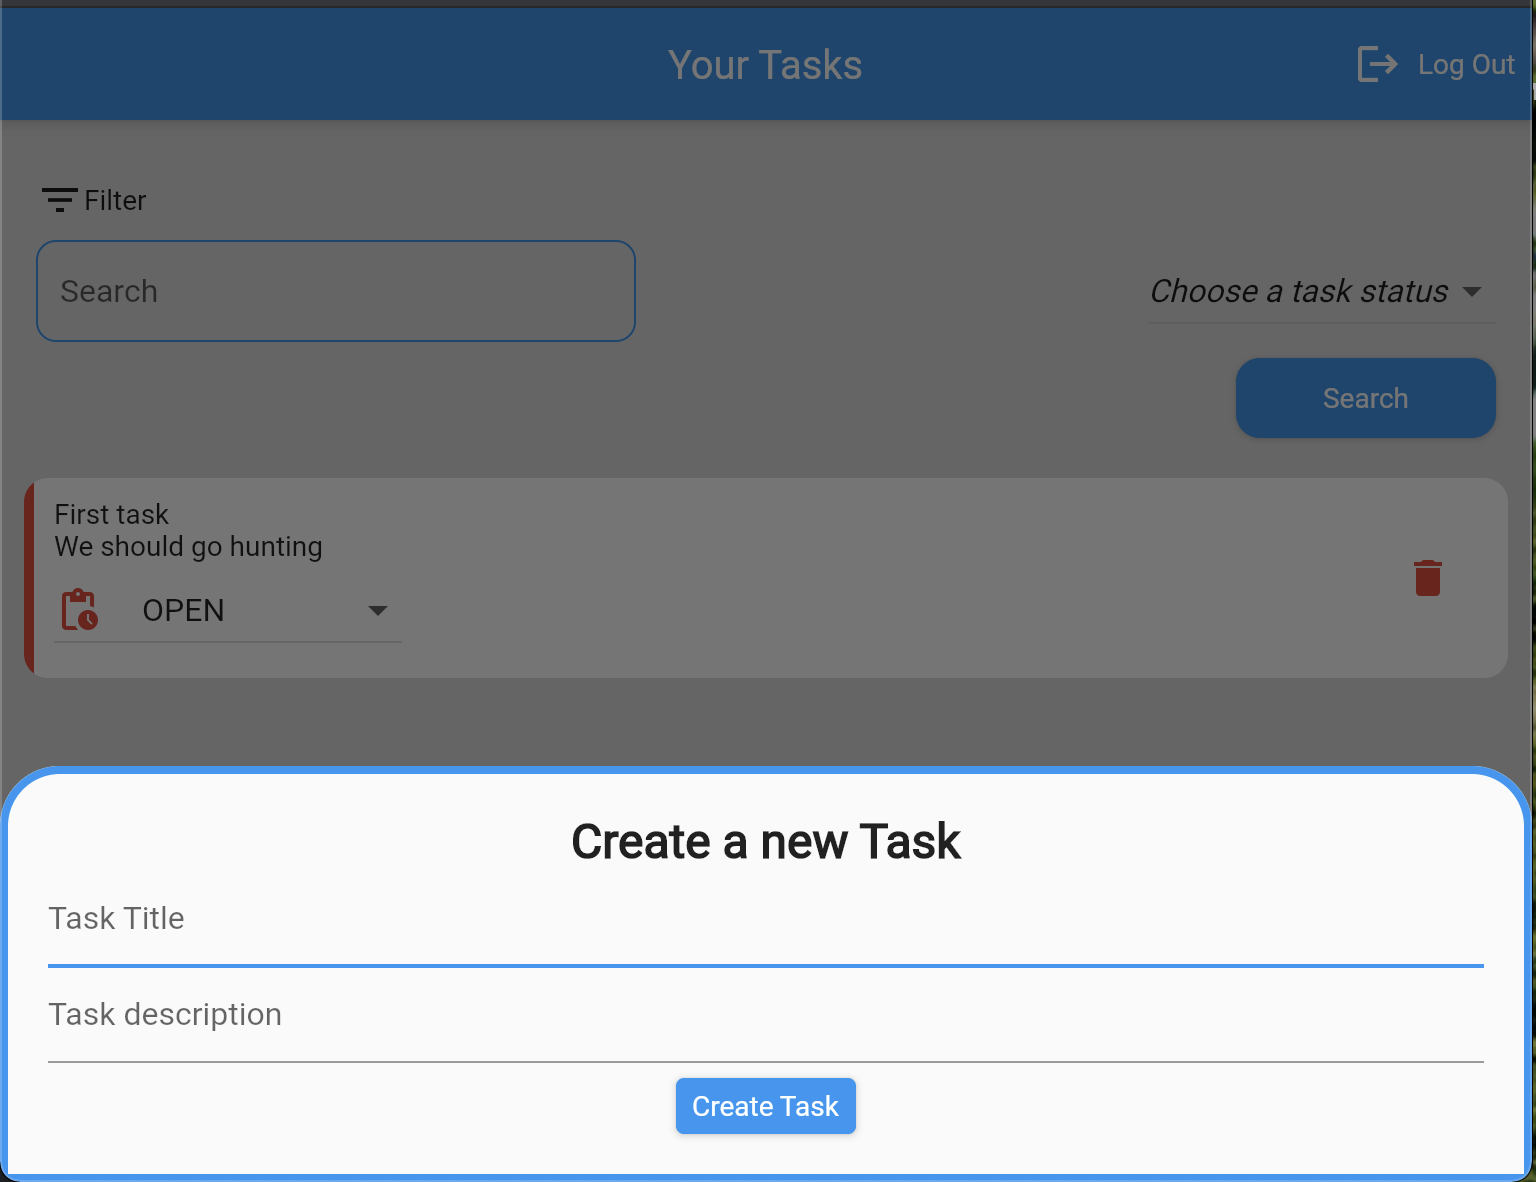 Your Tasks
Log Out
Filter
Search
Choose a task status
Search
First task
We should go hunting
OPEN
Create a new Task
Task Title
Task description
Create Task